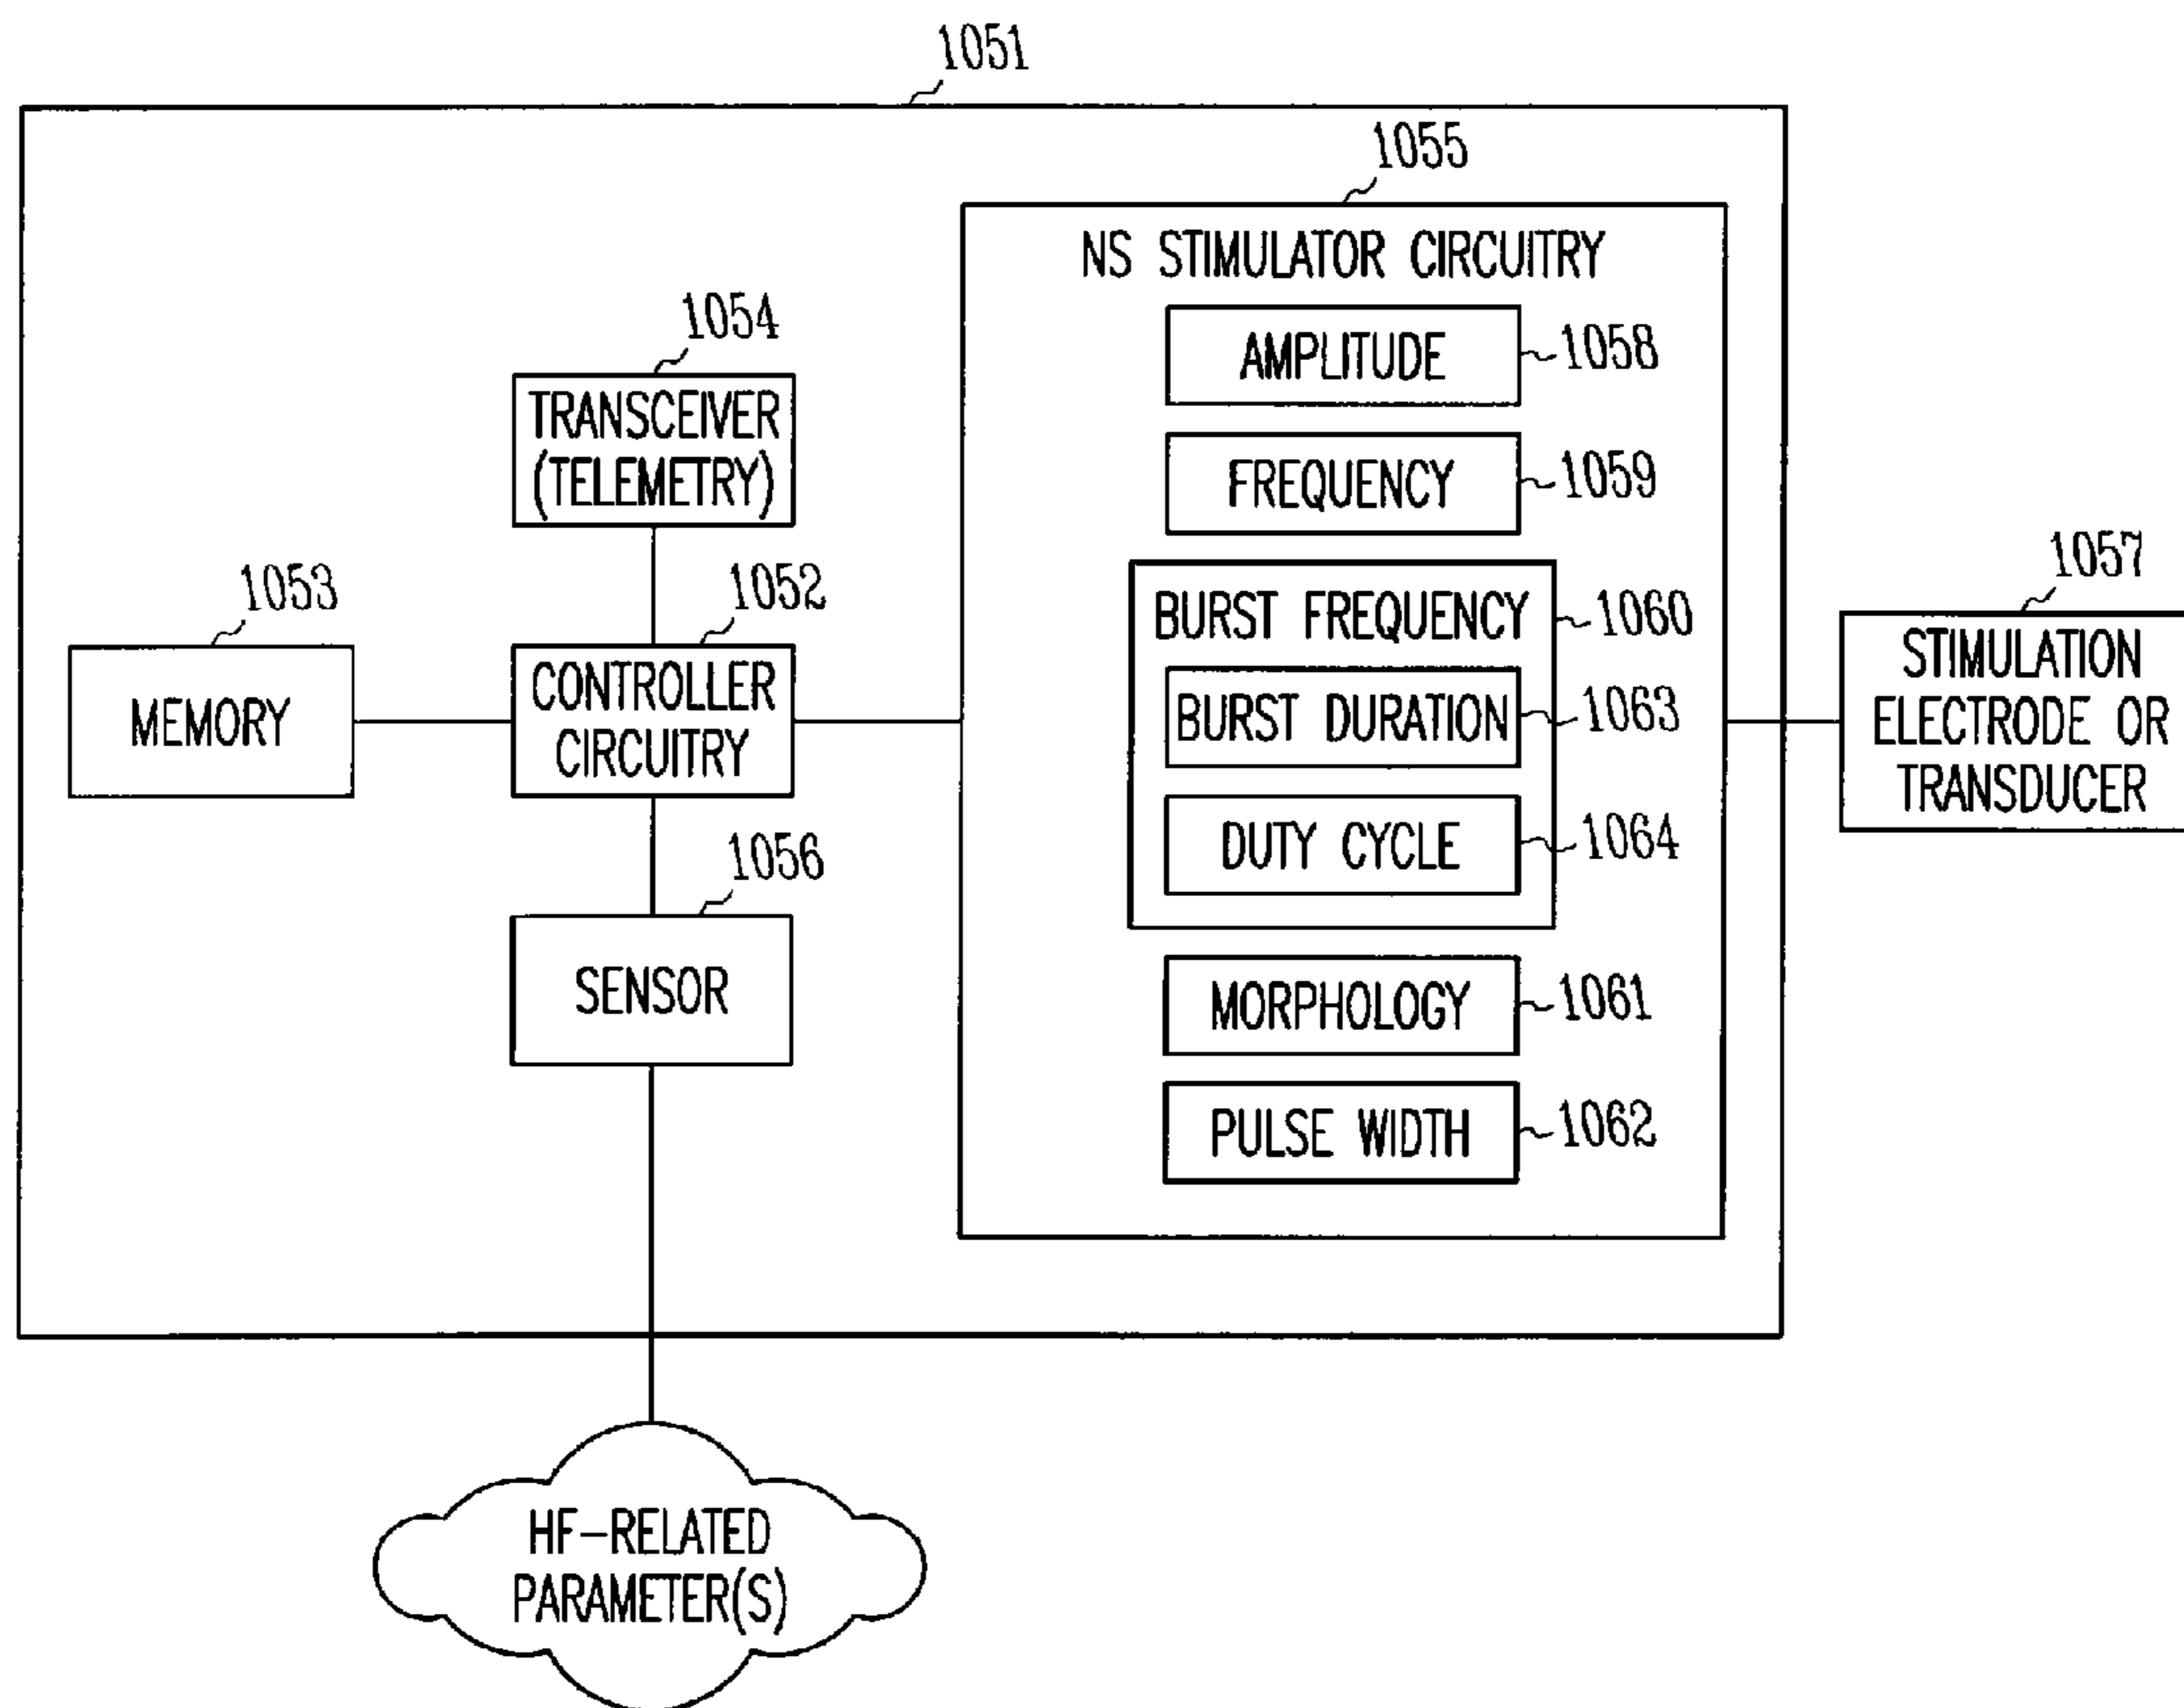 1051
1055
NS STIMULATOR CIRCUITRY
AMPLITUDE
1058
FREQUENCY
1059
BURST FREQUENCY
1060
BURST DURATION
1063
DUTY CYCLE
1064
MORPHOLOGY
1061
PULSE WIDTH
1062
1054
TRANSCEIVER
(TELEMETRY)
1053
MEMORY
1052
CONTROLLER
CIRCUITRY
1056
SENSOR
1057
STIMULATION
ELECTRODE OR
TRANSDUCER
HF-RELATED
PARAMETER(S)